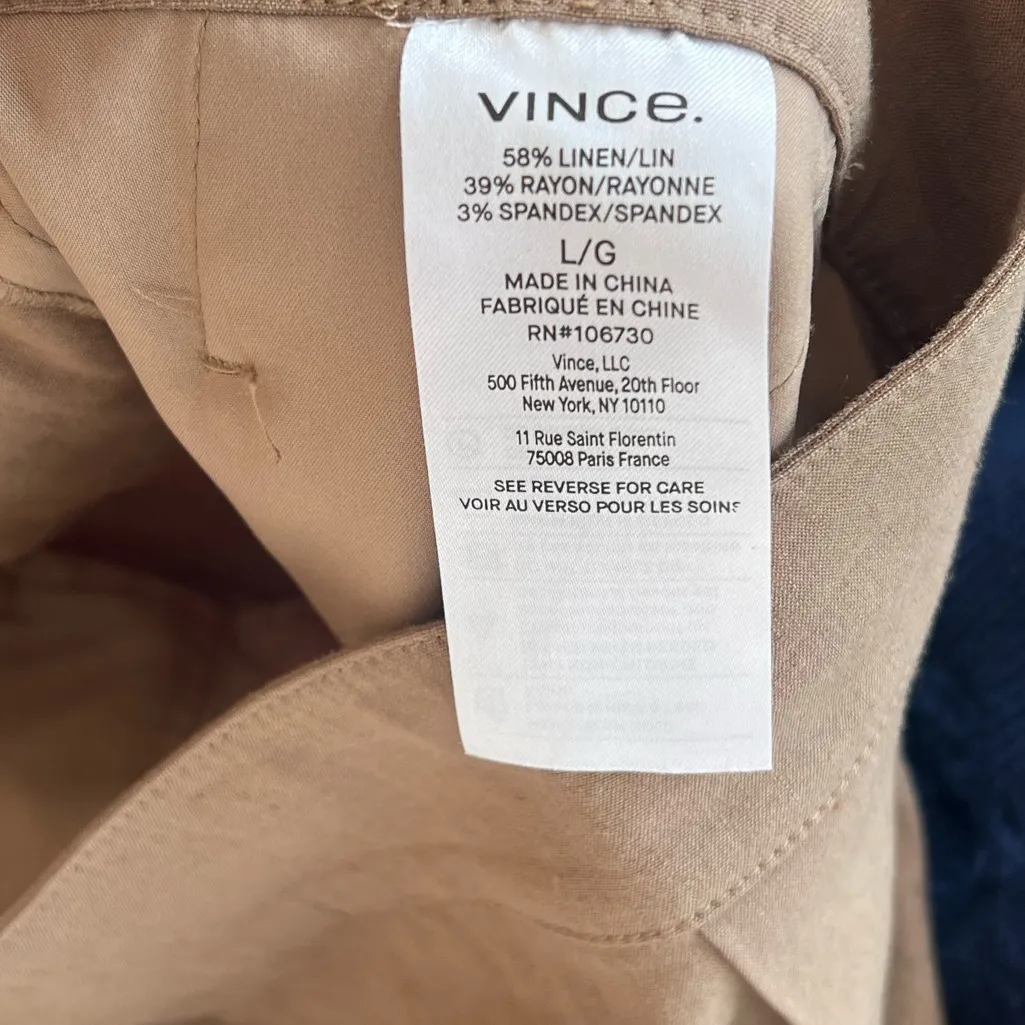 VINCE.
58% LINEN/LIN
39% RAYON/RAYONNE
3% SPANDEX/SPANDEX
L/G
MADE IN CHINA
FABRIQUÉ EN CHINE
RN#106730
Vince, LLC
500 Fifth Avenue, 20th Floor
New York, NY 10110
11 Rue Saint Florentin
75008 Paris France
SEE REVERSE FOR CARE
VOIR AU VERSO POUR LES SOINS